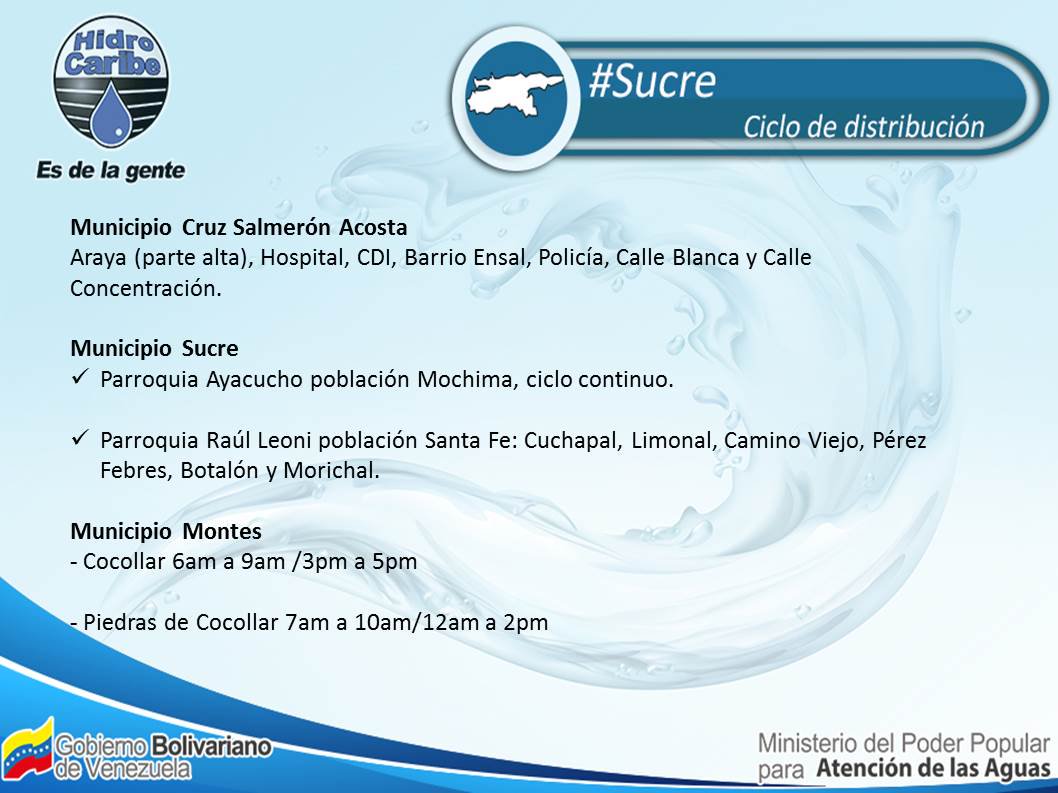 Hidro
Caribe
Es de la gente
#Sucre
Ciclo de distribución
Municipio Cruz Salmerón Acosta
Araya (parte alta), Hospital, CDI, Barrio Ensal, Policía, Calle Blanca y Calle
Concentración.
Municipio Sucre
✓ Parroquia Ayacucho población Mochima, ciclo continuo.
✓ Parroquia Raúl Leoni población Santa Fe: Cuchapal, Limonal, Camino Viejo, Pérez
Febres, Botalón y Morichal.
Municipio Montes
- Cocollar 6am a 9am /3pm a 5pm
- Piedras de Cocollar 7am a 10am/12am a 2pm
Gobierno Bolivariano
de Venezuela
Ministerio del Poder Popular
para Atención de las Aguas